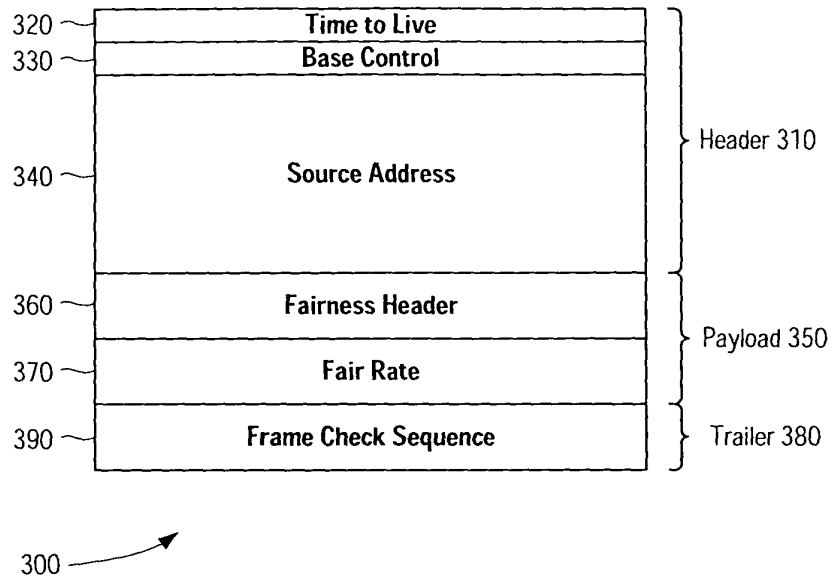 320 Time to Live
330 Base Control
340 Source Address
Header 310
360 Fairness Header
370 Fair Rate
Payload 350
390 Frame Check Sequence
Trailer 380
300